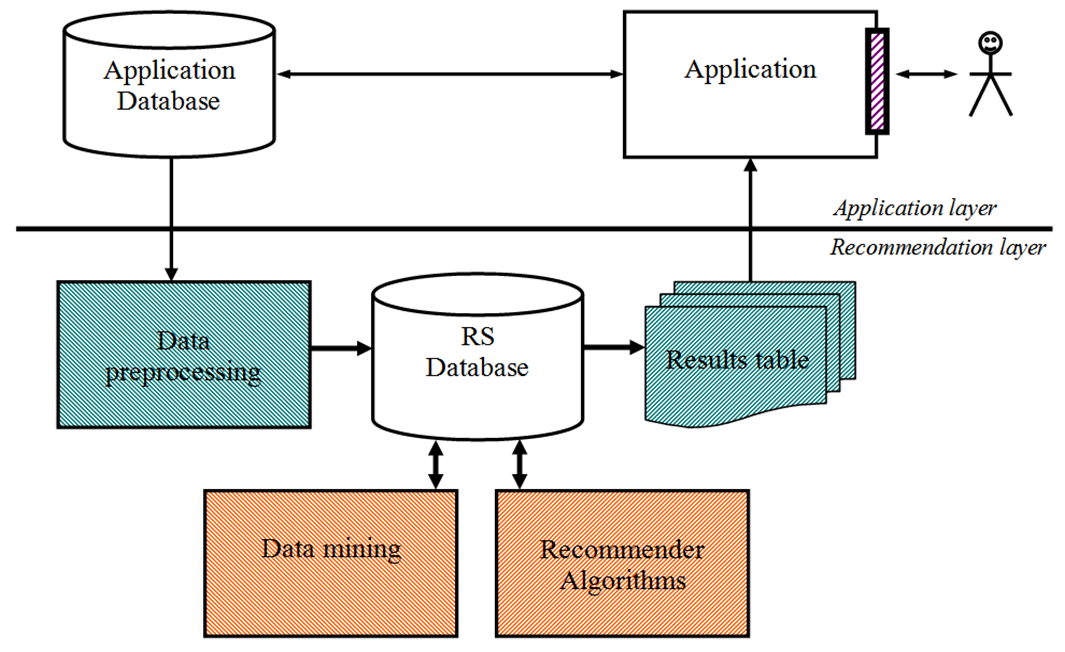 Application
Database
Application
Application layer
Recommendation layer
Data
preprocessing
RS
Database
Results table
Data mining
Recommender
Algorithms